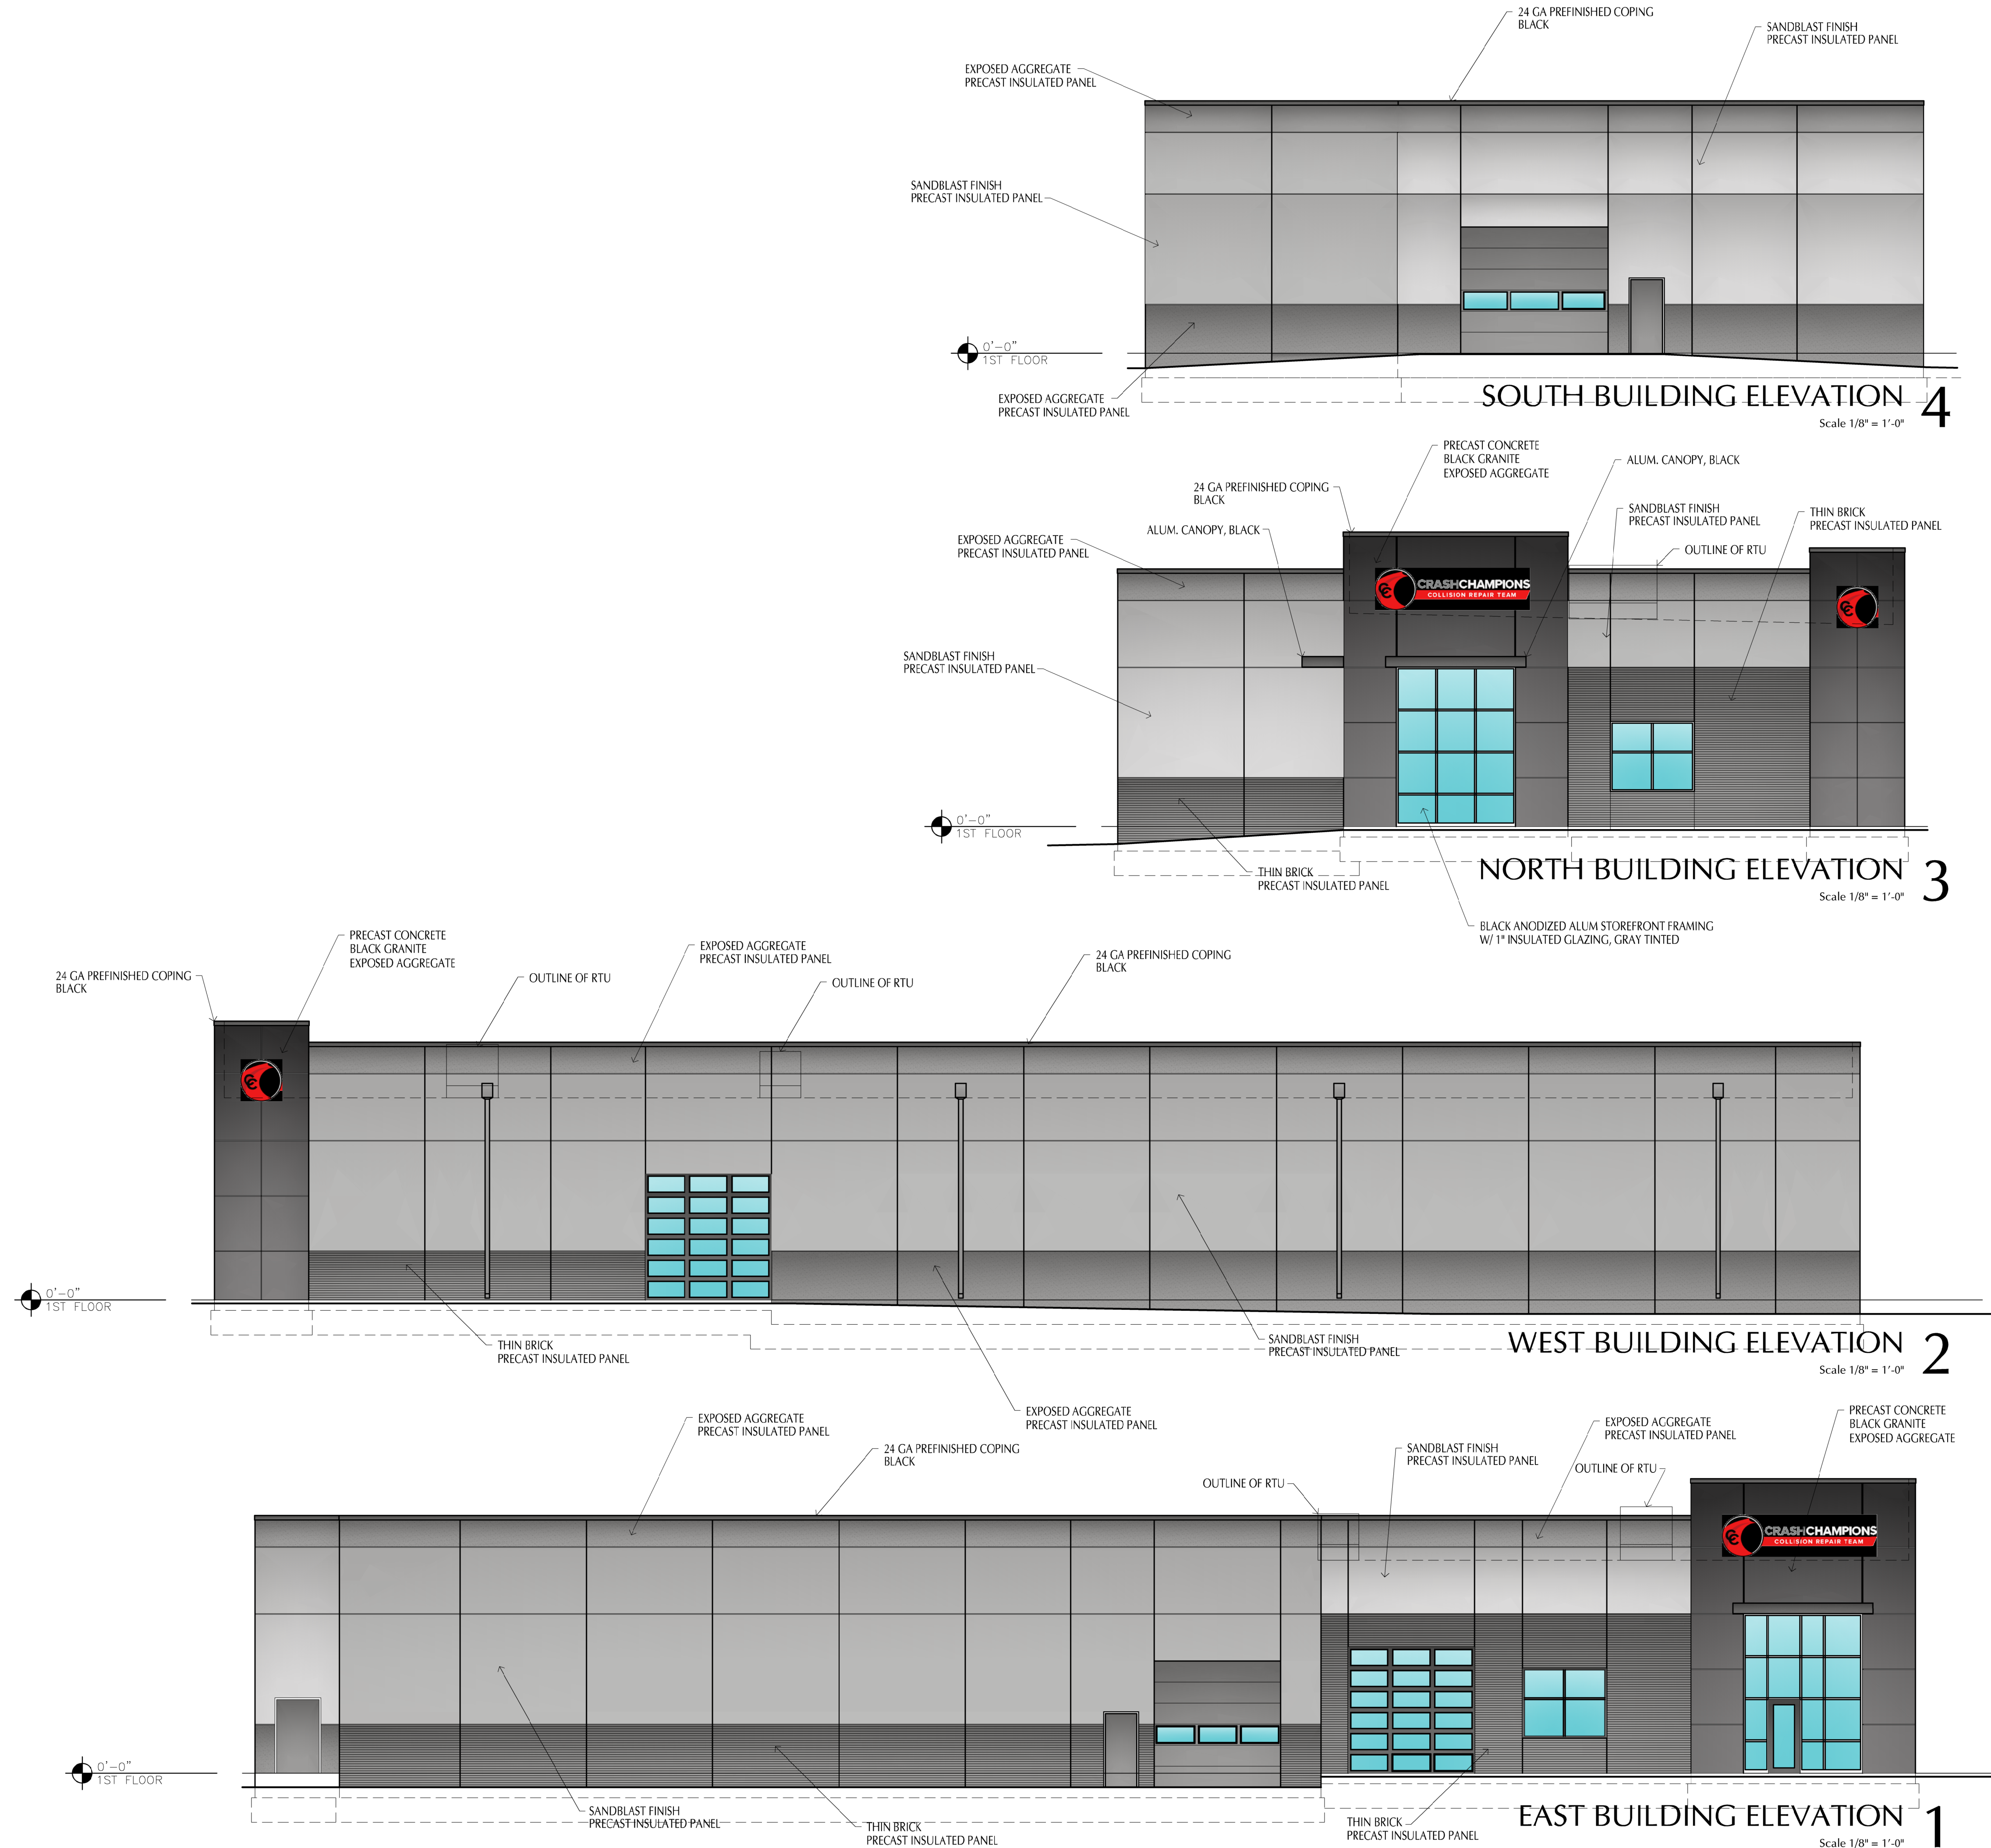 24 GA PREFINISHED COPING
BLACK
SANDBLAST FINISH
PRECAST INSULATED PANEL
EXPOSED AGGREGATE
PRECAST INSULATED PANEL
SANDBLAST FINISH
PRECAST INSULATED PANEL
0'-0"
1ST FLOOR
EXPOSED AGGREGATE
PRECAST INSULATED PANEL
SOUTH BUILDING ELEVATION 4
Scale 1/8" = 1'-0"
PRECAST CONCRETE
BLACK GRANITE
EXPOSED AGGREGATE
ALUM. CANOPY, BLACK
24 GA PREFINISHED COPING
BLACK
SANDBLAST FINISH
PRECAST INSULATED PANEL
THIN BRICK
PRECAST INSULATED PANEL
ALUM. CANOPY, BLACK
EXPOSED AGGREGATE
PRECAST INSULATED PANEL
OUTLINE OF RTU
CC
CRASHCHAMPIONS
COLLISION REPAIR TEAM
CC
SANDBLAST FINISH
PRECAST INSULATED PANEL
0'-0"
1ST FLOOR
THIN BRICK
PRECAST INSULATED PANEL
NORTH BUILDING ELEVATION 3
Scale 1/8" = 1'-0"
BLACK ANODIZED ALUM STOREFRONT FRAMING
W/ 1" INSULATED GLAZING, GRAY TINTED
PRECAST CONCRETE
BLACK GRANITE
EXPOSED AGGREGATE
EXPOSED AGGREGATE
PRECAST INSULATED PANEL
24 GA PREFINISHED COPING
BLACK
24 GA PREFINISHED COPING
BLACK
OUTLINE OF RTU
OUTLINE OF RTU
CC
0'-0"
1ST FLOOR
THIN BRICK
PRECAST INSULATED PANEL
SANDBLAST FINISH
PRECAST INSULATED PANEL
WEST BUILDING ELEVATION 2
Scale 1/8" = 1'-0"
EXPOSED AGGREGATE
PRECAST INSULATED PANEL
EXPOSED AGGREGATE
PRECAST INSULATED PANEL
24 GA PREFINISHED COPING
BLACK
SANDBLAST FINISH
PRECAST INSULATED PANEL
EXPOSED AGGREGATE
PRECAST INSULATED PANEL
PRECAST CONCRETE
BLACK GRANITE
EXPOSED AGGREGATE
OUTLINE OF RTU
OUTLINE OF RTU
CC
CRASHCHAMPIONS
COLLISION REPAIR TEAM
0'-0"
1ST FLOOR
SANDBLAST FINISH
PRECAST INSULATED PANEL
THIN BRICK
PRECAST INSULATED PANEL
THIN BRICK
PRECAST INSULATED PANEL
EAST BUILDING ELEVATION 1
Scale 1/8" = 1'-0"